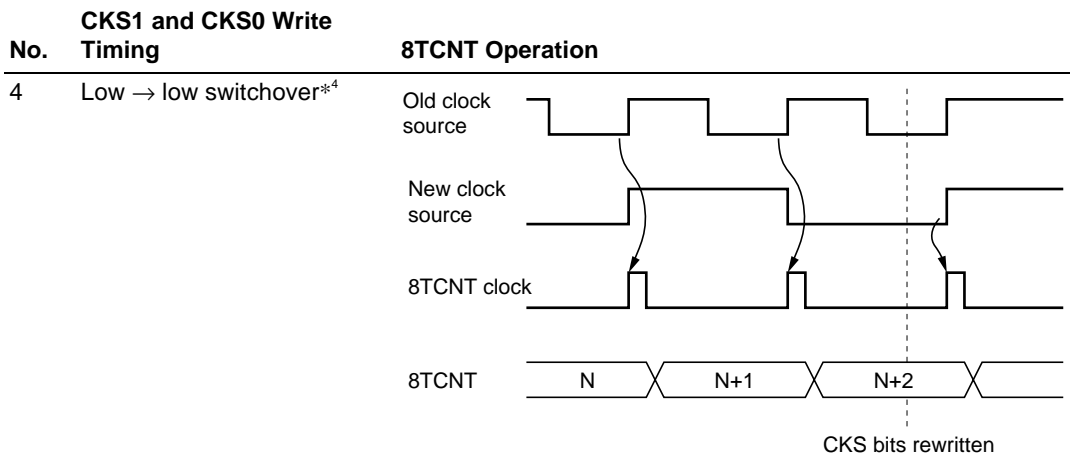 No. CKS1 and CKS0 Write Timing 8TCNT Operation
4 Low → low switchover*4
Old clock source
New clock source
8TCNT clock
8TCNT N N+1 N+2
CKS bits rewritten